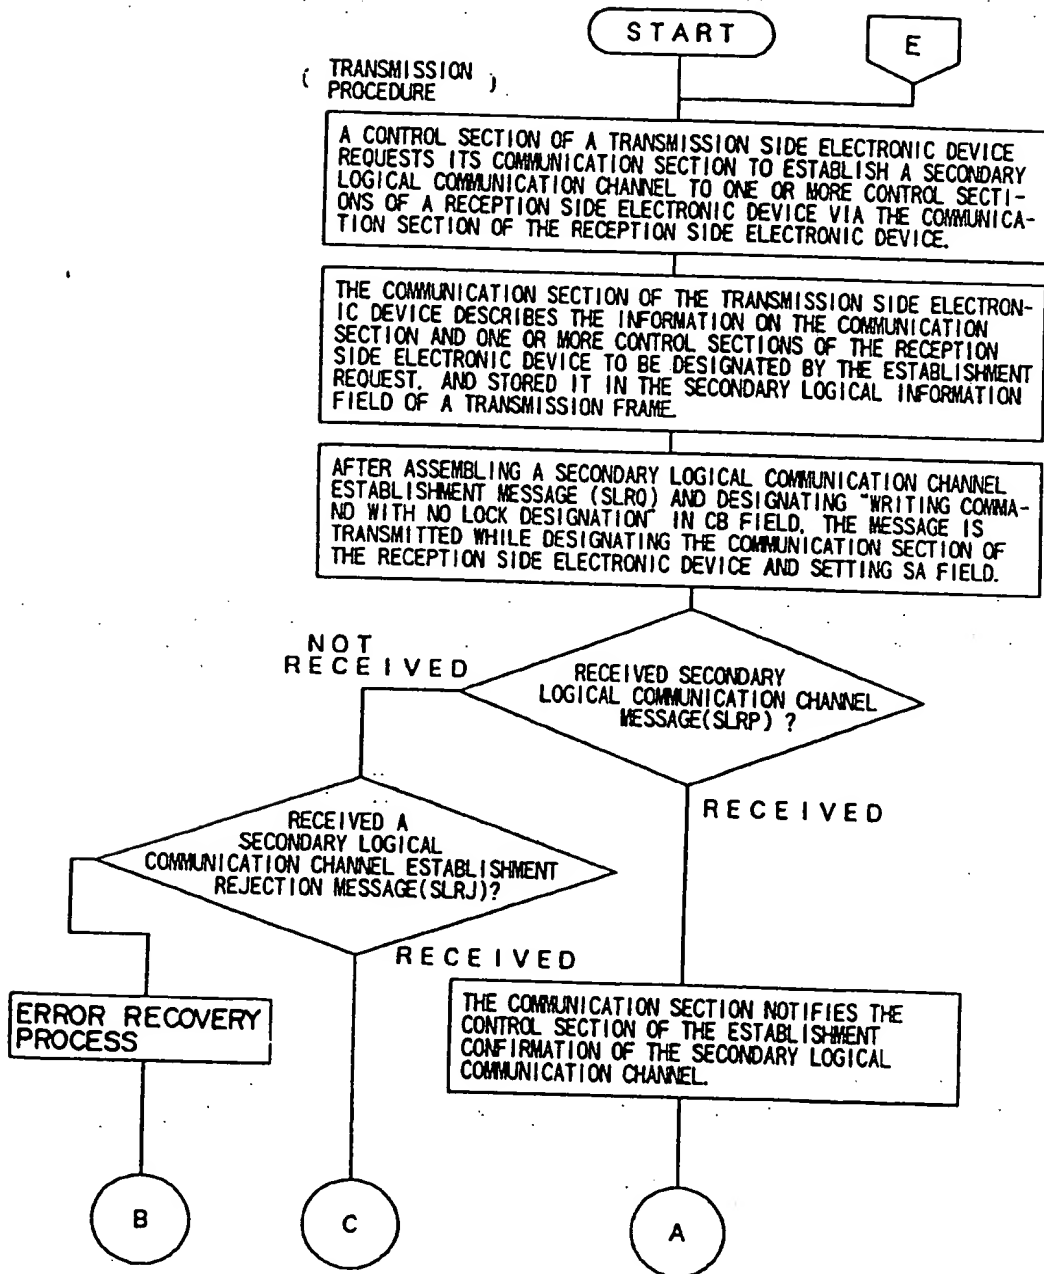 START
E
( TRANSMISSION
PROCEDURE )
A CONTROL SECTION OF A TRANSMISSION SIDE ELECTRONIC DEVICE
REQUESTS ITS COMMUNICATION SECTION TO ESTABLISH A SECONDARY
LOGICAL COMMUNICATION CHANNEL TO ONE OR MORE CONTROL SECTI-
ONS OF A RECEPTION SIDE ELECTRONIC DEVICE VIA THE COMMUNICA-
TION SECTION OF THE RECEPTION SIDE ELECTRONIC DEVICE.
THE COMMUNICATION SECTION OF THE TRANSMISSION SIDE ELECTRON-
IC DEVICE DESCRIBES THE INFORMATION ON THE COMMUNICATION
SECTION AND ONE OR MORE CONTROL SECTIONS OF THE RECEPTION
SIDE ELECTRONIC DEVICE TO BE DESIGNATED BY THE ESTABLISHMENT
REQUEST, AND STORED IT IN THE SECONDARY LOGICAL INFORMATION
FIELD OF A TRANSMISSION FRAME.
AFTER ASSEMBLING A SECONDARY LOGICAL COMMUNICATION CHANNEL
ESTABLISHMENT MESSAGE (SLRQ) AND DESIGNATING "WRITING COMMA-
ND WITH NO LOCK DESIGNATION" IN CB FIELD. THE MESSAGE IS
TRANSMITTED WHILE DESIGNATING THE COMMUNICATION SECTION OF
THE RECEPTION SIDE ELECTRONIC DEVICE AND SETTING SA FIELD.
NOT
RECEIVED
RECEIVED SECONDARY
LOGICAL COMMUNICATION CHANNEL
MESSAGE(SLRP) ?
RECEIVED
RECEIVED A
SECONDARY LOGICAL
COMMUNICATION CHANNEL ESTABLISHMENT
REJECTION MESSAGE(SLRJ)?
RECEIVED
ERROR RECOVERY
PROCESS
THE COMMUNICATION SECTION NOTIFIES THE
CONTROL SECTION OF THE ESTABLISHMENT
CONFIRMATION OF THE SECONDARY LOGICAL
COMMUNICATION CHANNEL.
B
C
A